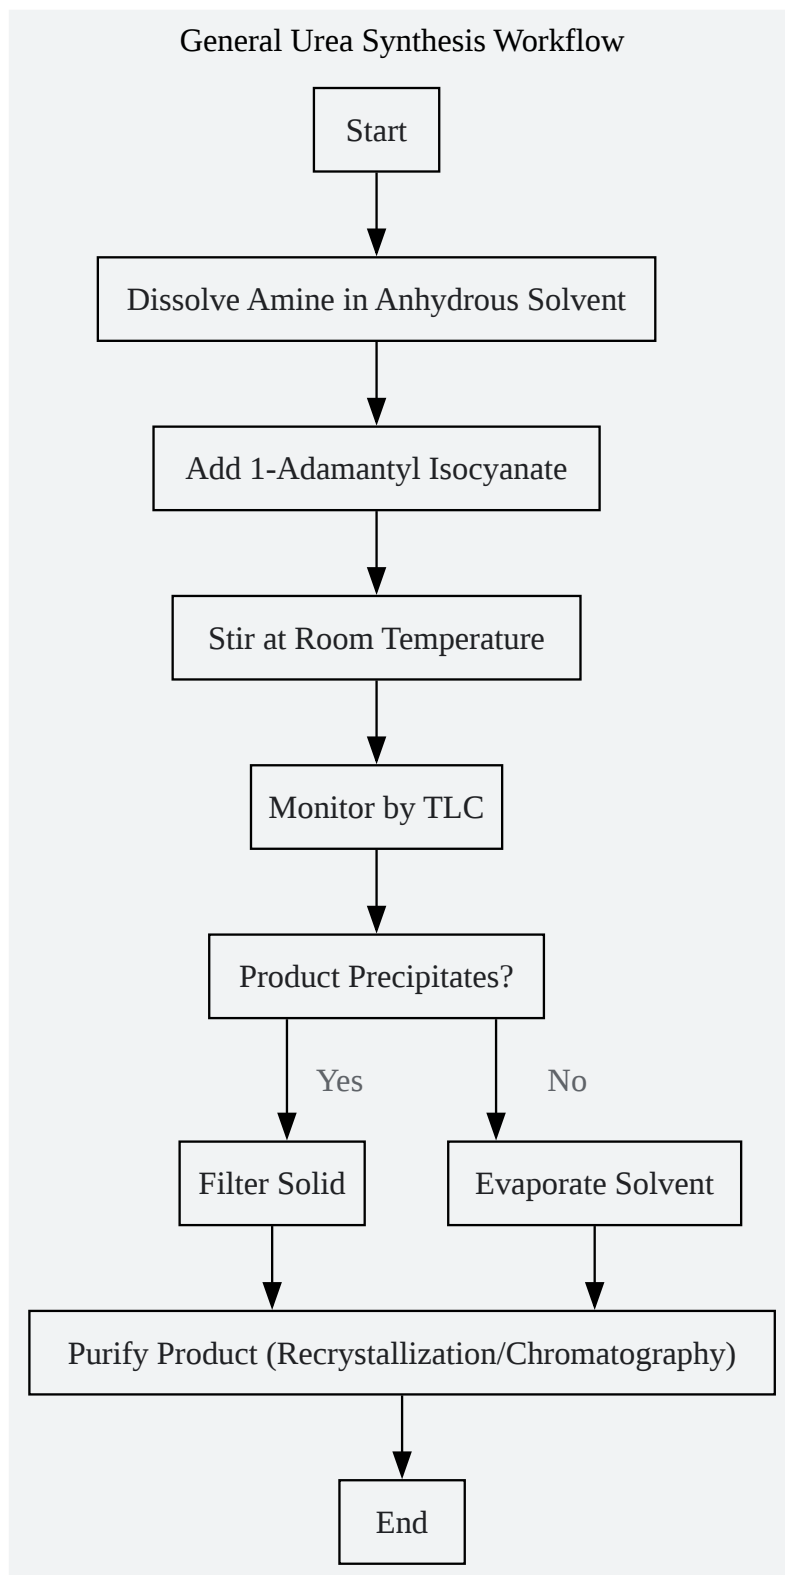 General Urea Synthesis Workflow
Start
Dissolve Amine in Anhydrous Solvent
Add 1-Adamantyl Isocyanate
Stir at Room Temperature
Monitor by TLC
Product Precipitates?
Yes
No
Filter Solid
Evaporate Solvent
Purify Product (Recrystallization/Chromatography)
End